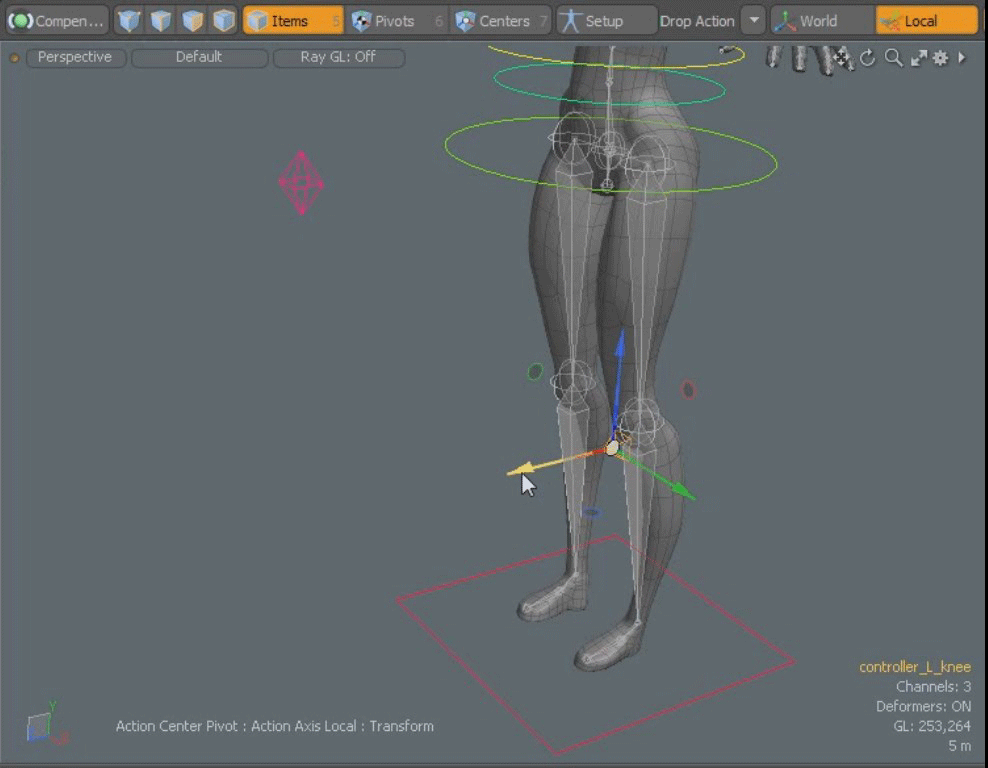 Compen... Items 5 Pivots 6 Centers 7 Setup Drop Action World Local
Perspective Default Ray GL: Off
controller_L_knee
Channels: 3
Deformers: ON
GL: 253,264
5 m
Action Center Pivot : Action Axis Local : Transform
Y